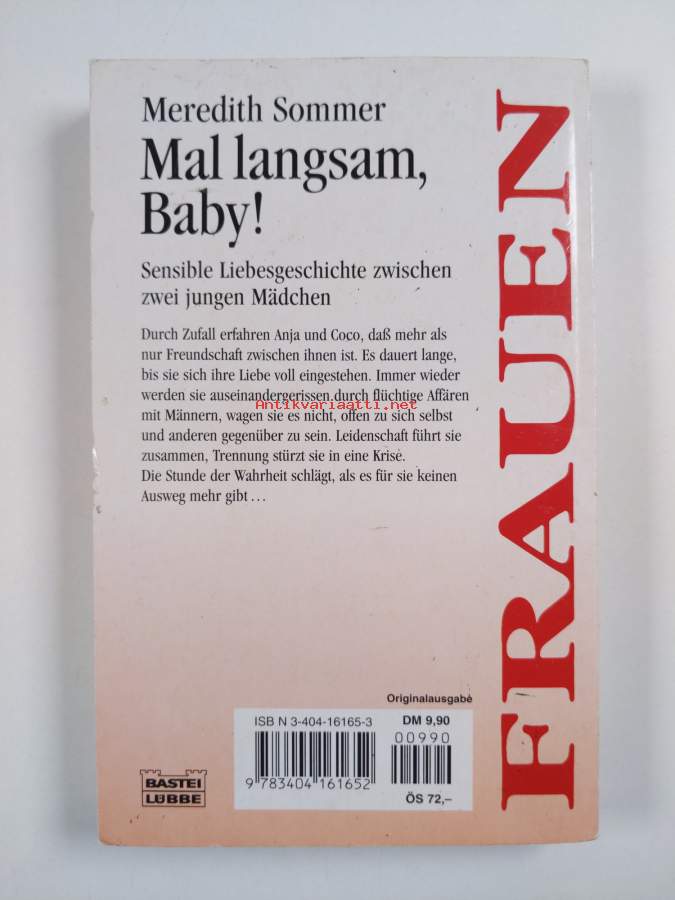 Meredith Sommer
Mal langsam,
Baby!
Sensible Liebesgeschichte zwischen
zwei jungen Mädchen
Durch Zufall erfahren Anja und Coco, daß mehr als
nur Freundschaft zwischen ihnen ist. Es dauert lange,
bis sie sich ihre Liebe voll eingestehen. Immer wieder
werden sie auseinandergerissen durch flüchtige Affären
Antikvariaatti.net
mit Männern, wagen sie es nicht, offen zu sich selbst
und anderen gegenüber zu sein. Leidenschaft führt sie
zusammen, Trennung stürzt sie in eine Krise.
Die Stunde der Wahrheit schlägt, als es für sie keinen
Ausweg mehr gibt ...
FRAUEN
Originalausgabe
ISBN 3-404-16165-3
DM 9,90
00990
9 783404 161652
ÖS 72,–
BASTEI
LÜBBE